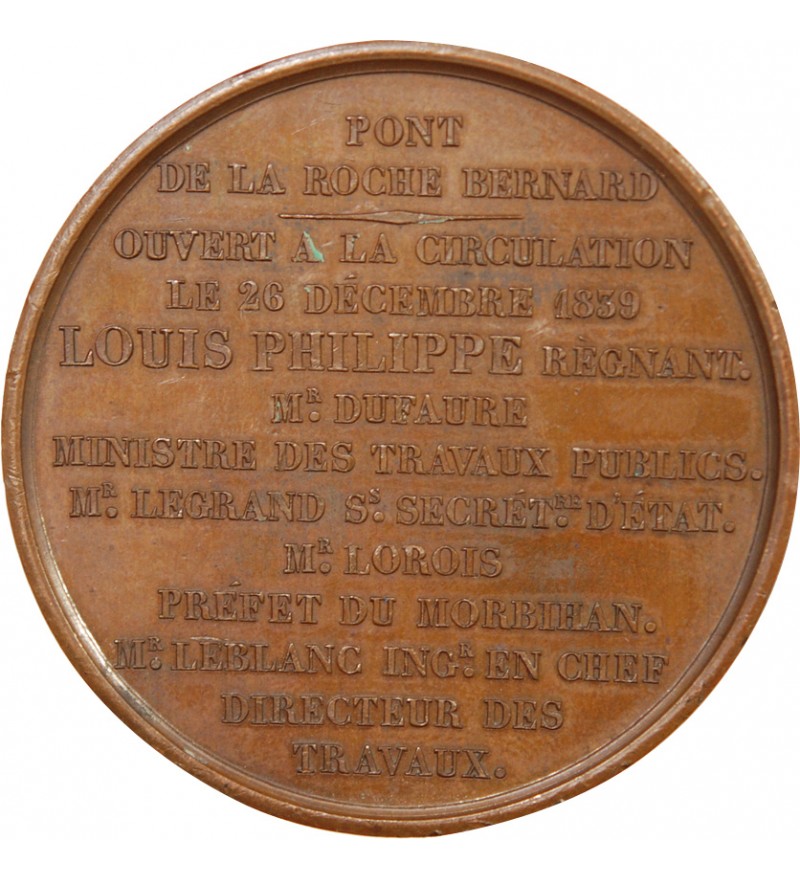 PONT
DE LA ROCHE BERNARD
OUVERT A LA CIRCULATION
LE 26 DÉCEMBRE 1839
LOUIS PHILIPPE RÈGNANT.
MR. DUFAURE
MINISTRE DES TRAVAUX PUBLICS.
MR. LEGRAND SS. SECRÉTRE. D'ÉTAT.
MR. LOROIS
PRÉFET DU MORBIHAN.
MR. LEBLANC INGR. EN CHEF
DIRECTEUR DES
TRAVAUX.